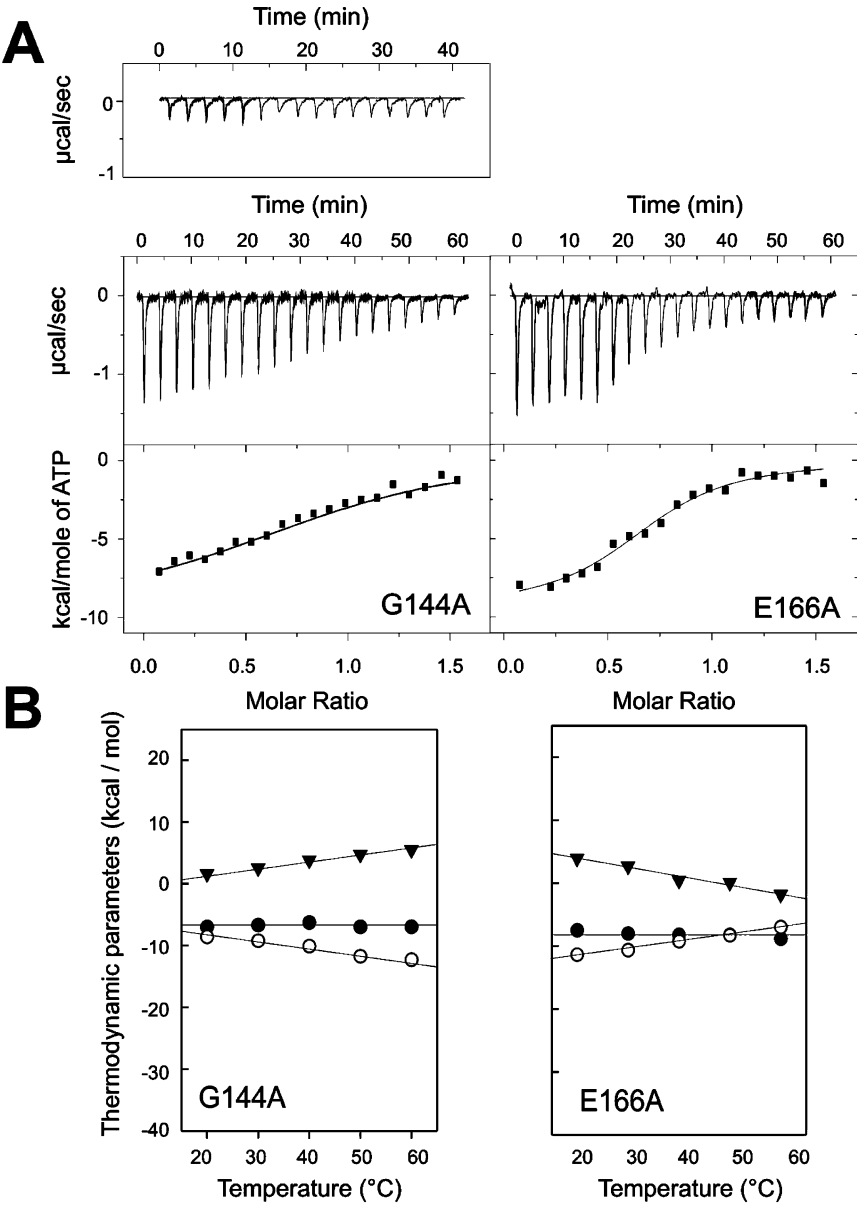 A
Time (min)
0 10 20 30 40
µcal/sec
0
-1
Time (min) Time (min)
0 10 20 30 40 50 60 0 10 20 30 40 50 60
µcal/sec
0
-1
kcal/mole of ATP
0
-5
-10
G144A E166A
0.0 0.5 1.0 1.5 0.0 0.5 1.0 1.5
Molar Ratio Molar Ratio
B
Thermodynamic parameters (kcal / mol)
20
10
0
-10
-20
-30
-40
G144A E166A
20 30 40 50 60 20 30 40 50 60
Temperature (°C) Temperature (°C)